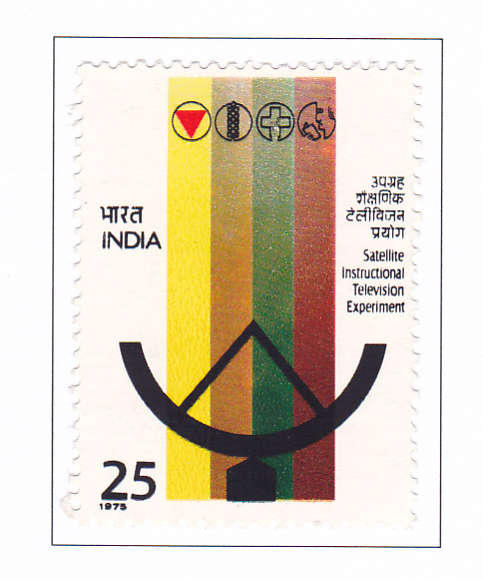 भारत
INDIA
उपग्रह
शैक्षणिक
टेलीविजन
प्रयोग
Satellite
Instructional
Television
Experiment
25
1975